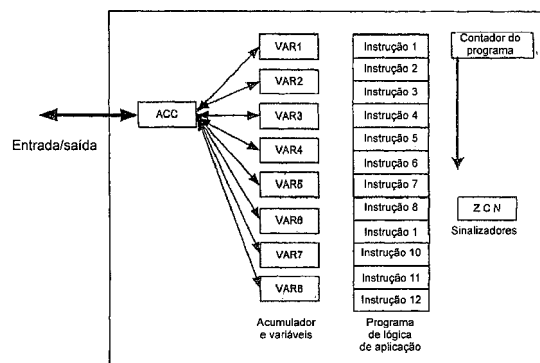 VAR1
VAR2
VAR3
VAR4
VAR5
VAR6
VAR7
VAR8
ACC
Entrada/saída
Acumulador
e variáveis
Instrução 1
Instrução 2
Instrução 3
Instrução 4
Instrução 5
Instrução 6
Instrução 7
Instrução 8
Instrução 1
Instrução 10
Instrução 11
Instrução 12
Programa
de lógica
de aplicação
Contador do
programa
Z C N
Sinalizadores